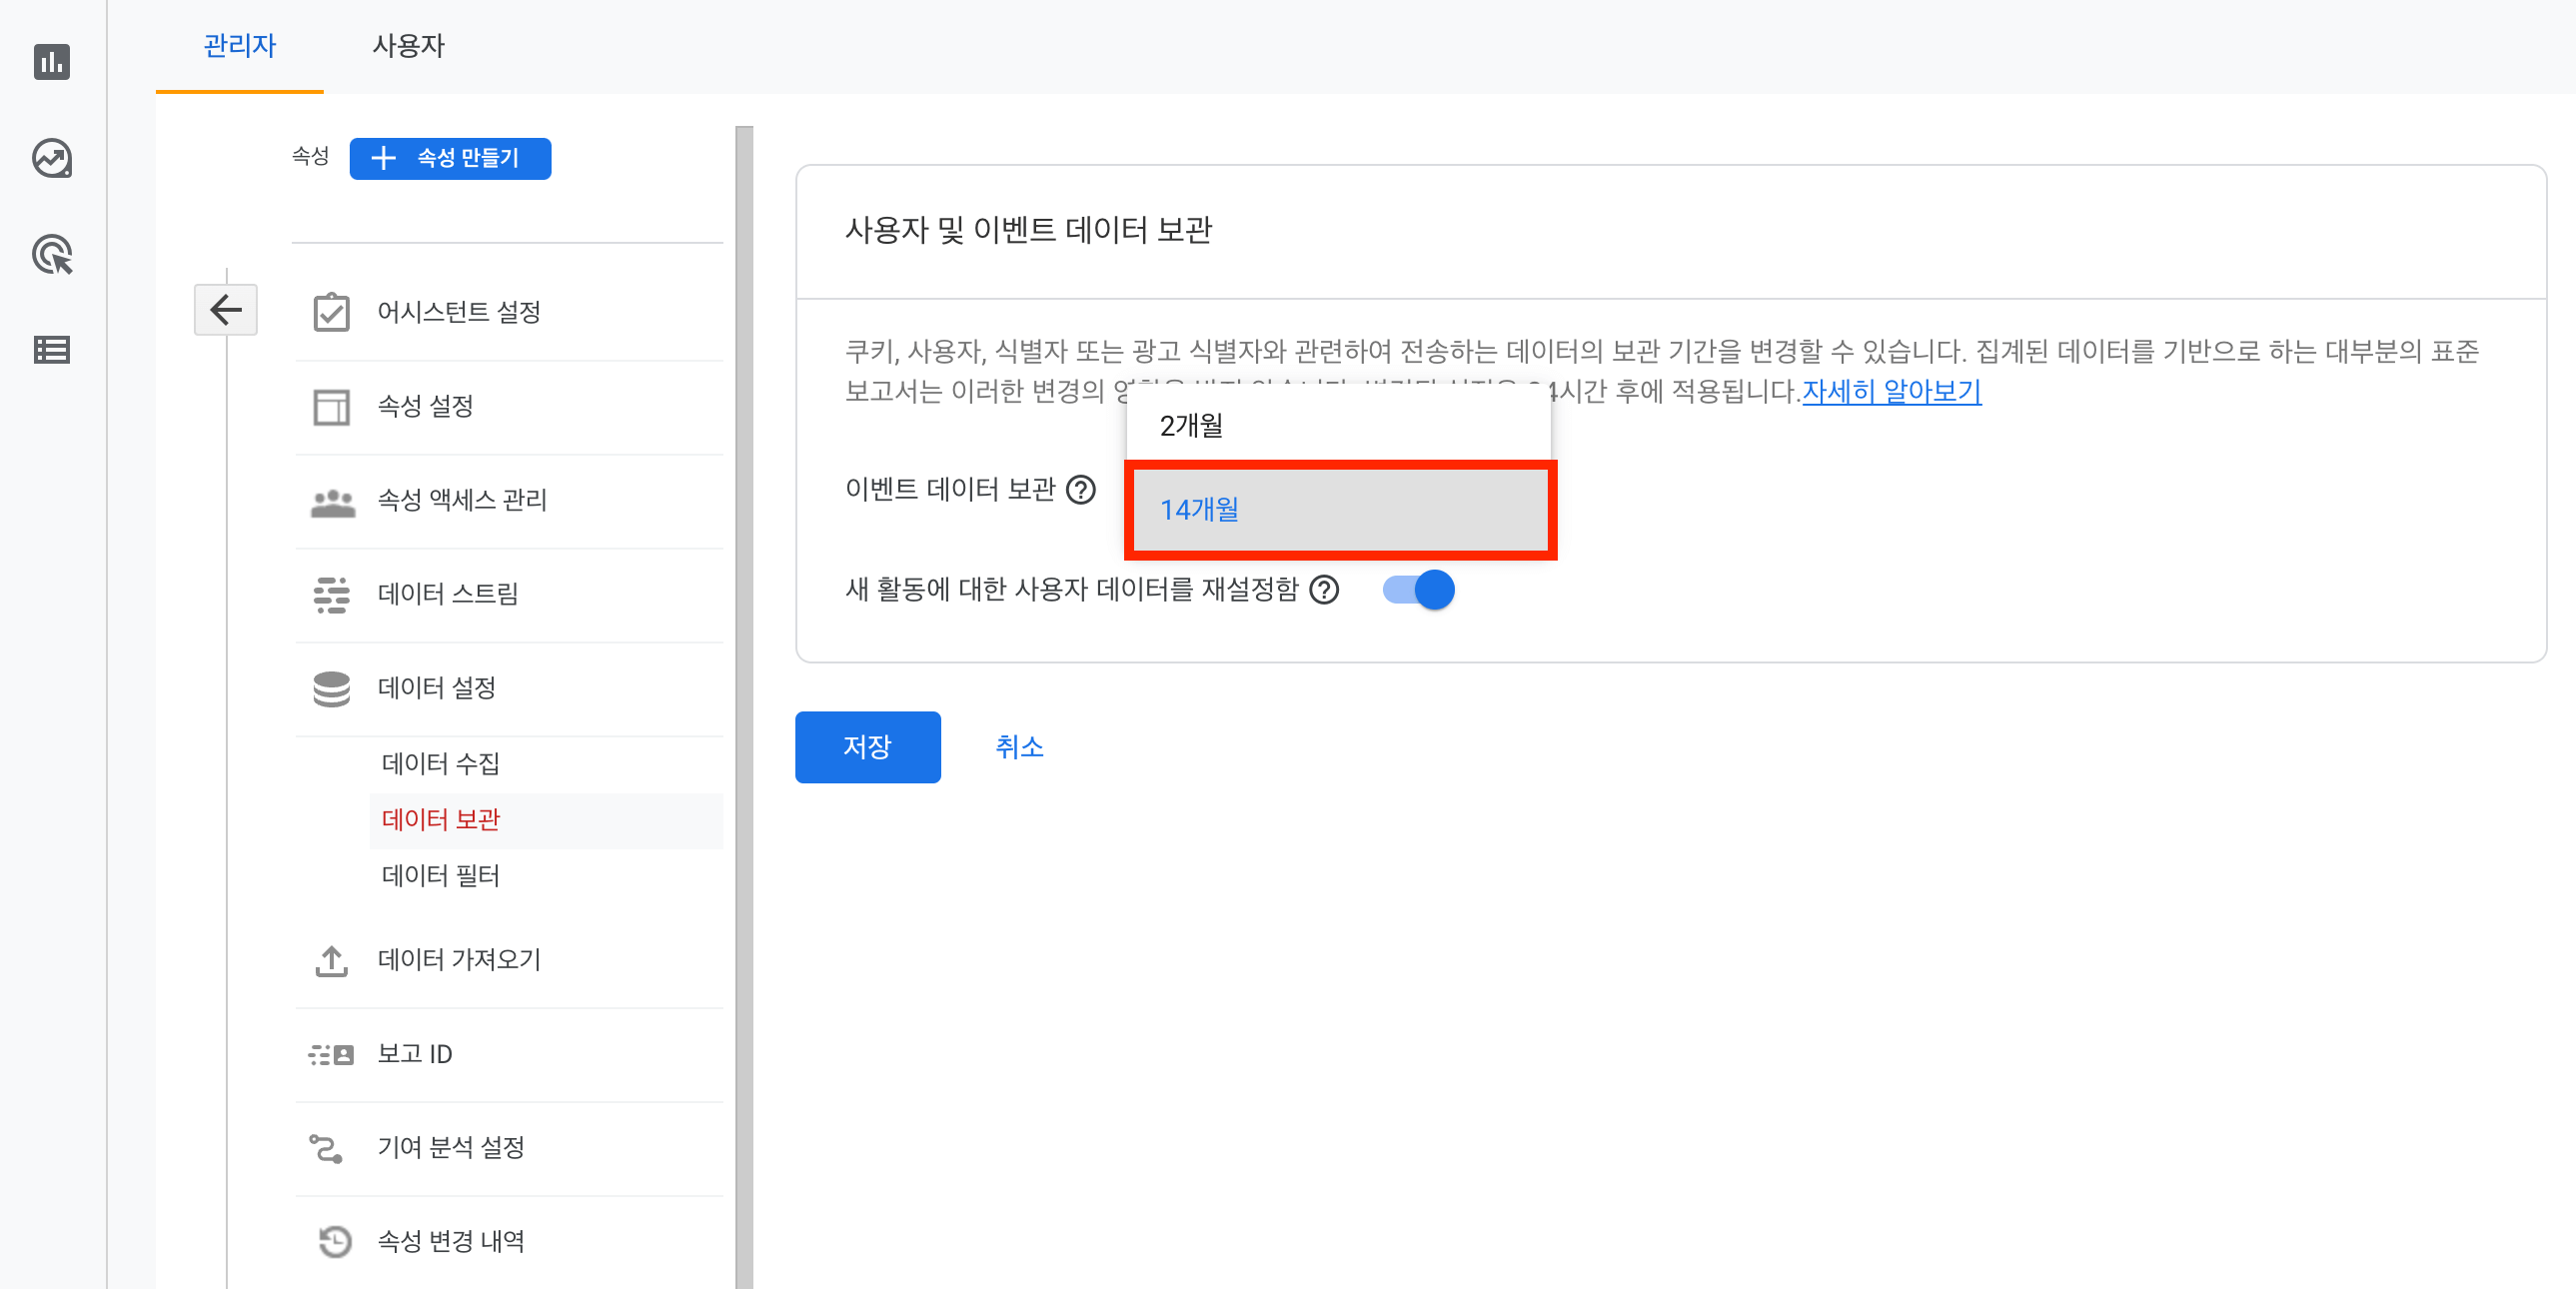 관리자
사용자
속성
속성 만들기
어시스턴트 설정
속성 설정
속성 액세스 관리
데이터 스트림
데이터 설정
데이터 수집
데이터 보관
데이터 필터
데이터 가져오기
보고 ID
기여 분석 설정
속성 변경 내역
사용자 및 이벤트 데이터 보관
쿠키, 사용자, 식별자 또는 광고 식별자와 관련하여 전송하는 데이터의 보관 기간을 변경할 수 있습니다. 집계된 데이터를 기반으로 하는 대부분의 표준
보고서는 이러한 변경의 4시간 후에 적용됩니다.자세히 알아보기
2개월
이벤트 데이터 보관
14개월
새 활동에 대한 사용자 데이터를 재설정함
저장
취소